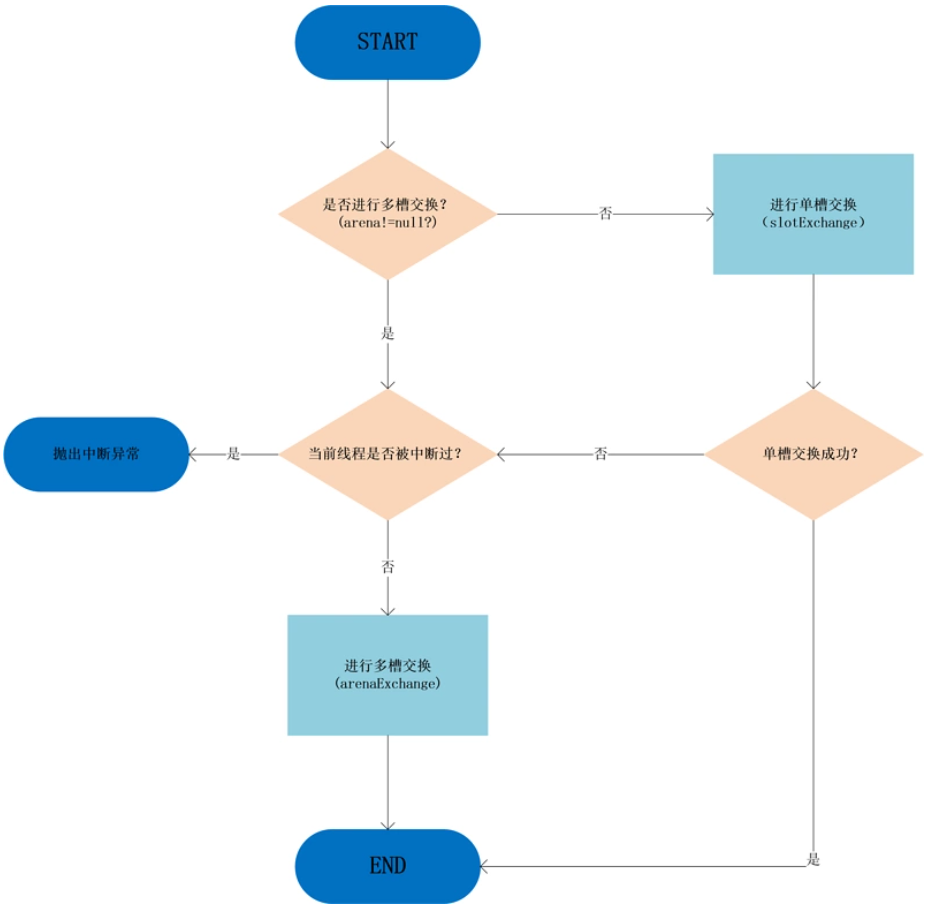 START
是否进行多槽交换?
(arena!=null?)
否
进行单槽交换
（slotExchange）
是
抛出中断异常
是
当前线程是否被中断过?
否
单槽交换成功?
否
进行多槽交换
(arenaExchange)
END
是